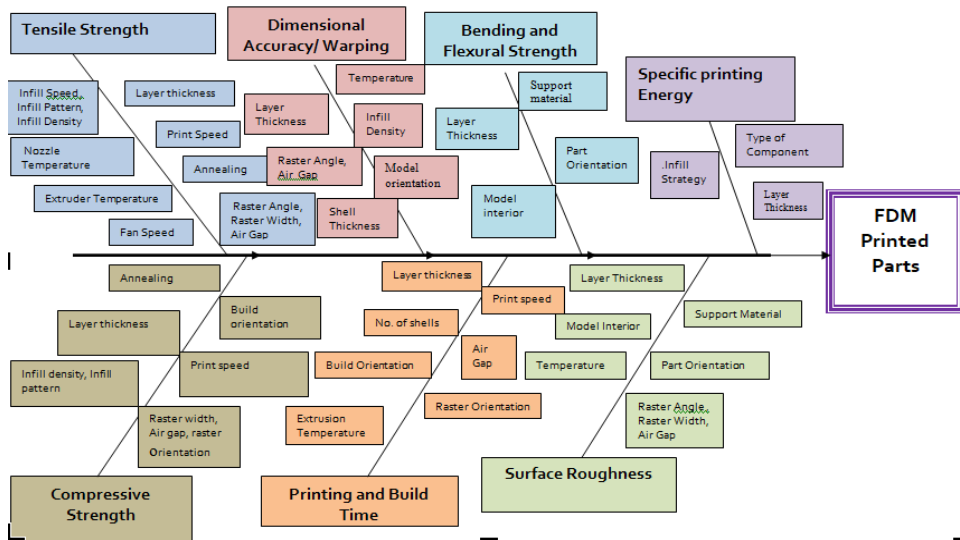 Tensile Strength
Infill Speed,
Infill Pattern,
Infill Density
Layer thickness
Print Speed
Nozzle
Temperature
Annealing
Extruder Temperature
Raster Angle,
Raster Width,
Air Gap
Fan Speed
Dimensional
Accuracy/ Warping
Temperature
Layer
Thickness
Infill
Density
Raster Angle,
Air Gap
Model
orientation
Shell
Thickness
Bending and
Flexural Strength
Support
material
Layer
Thickness
Part
Orientation
Model
interior
Specific printing
Energy
Type of
Component
.Infill
Strategy
Layer
Thickness
FDM
Printed
Parts
Annealing
Build
orientation
Layer thickness
Print speed
Infill density, Infill
pattern
Raster width,
Air gap, raster
Orientation
Compressive
Strength
Layer thickness
Print speed
No. of shells
Air
Gap
Build Orientation
Raster Orientation
Extrusion
Temperature
Printing and Build
Time
Layer Thickness
Support Material
Model Interior
Temperature
Part Orientation
Raster Angle,
Raster Width,
Air Gap
Surface Roughness